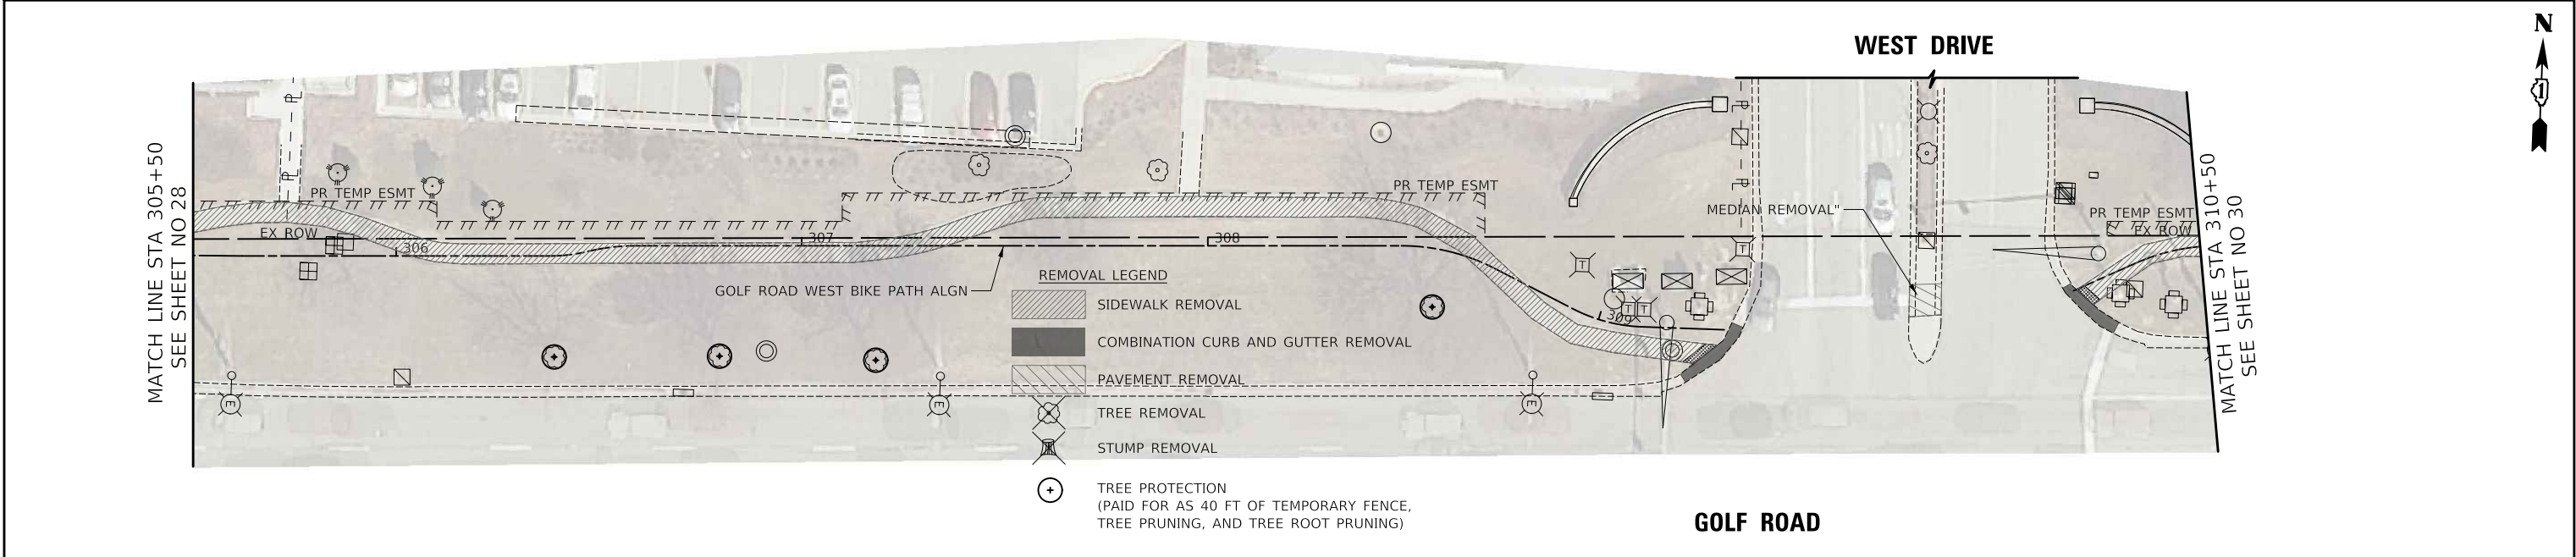 WEST DRIVE
N
1
MATCH LINE STA 305+50
SEE SHEET NO 28
P
P
P
P
PR TEMP ESMT
EX ROW
306
307
308
309
PR TEMP ESMT
MEDIAN REMOVAL"
PR TEMP ESMT
EX ROW
T
T
T
T
GOLF ROAD WEST BIKE PATH ALGN
E
E
E
REMOVAL LEGEND
SIDEWALK REMOVAL
COMBINATION CURB AND GUTTER REMOVAL
PAVEMENT REMOVAL
TREE REMOVAL
STUMP REMOVAL
TREE PROTECTION
(PAID FOR AS 40 FT OF TEMPORARY FENCE,
TREE PRUNING, AND TREE ROOT PRUNING)
MATCH LINE STA 310+50
SEE SHEET NO 30
GOLF ROAD